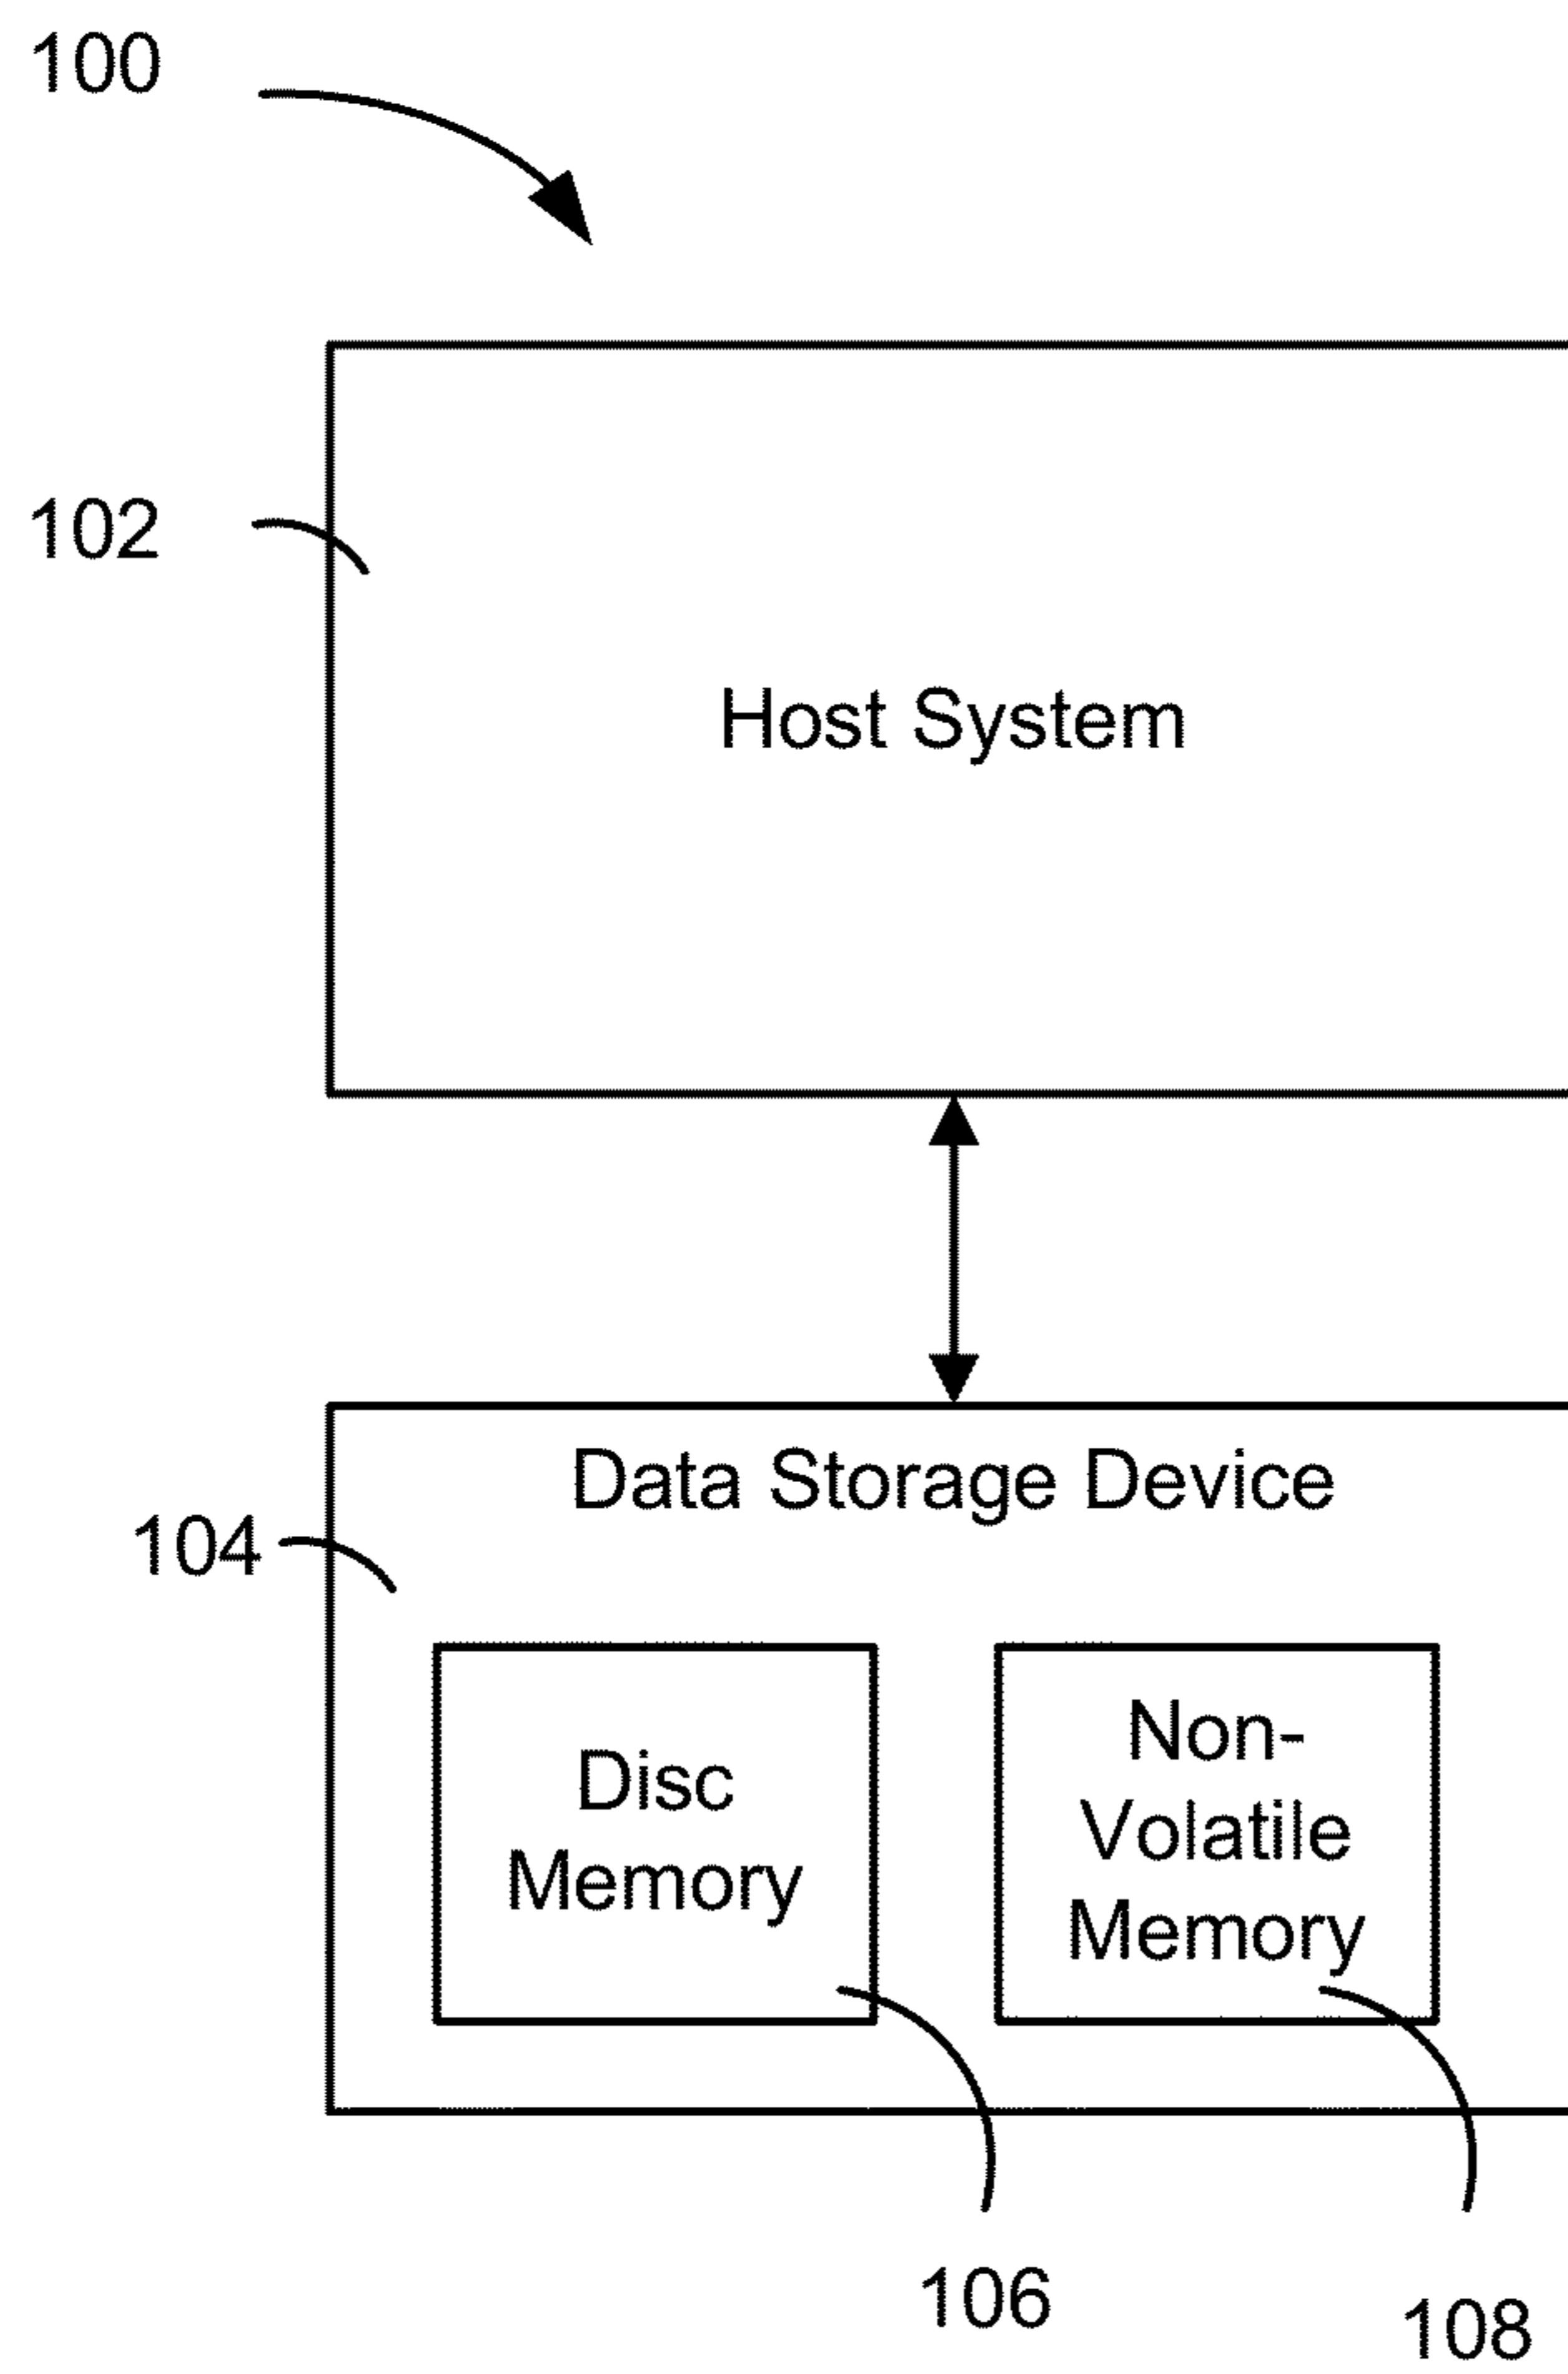 100
102
Host System
Data Storage Device
104
Disc
Memory
Non-
Volatile
Memory
106
108